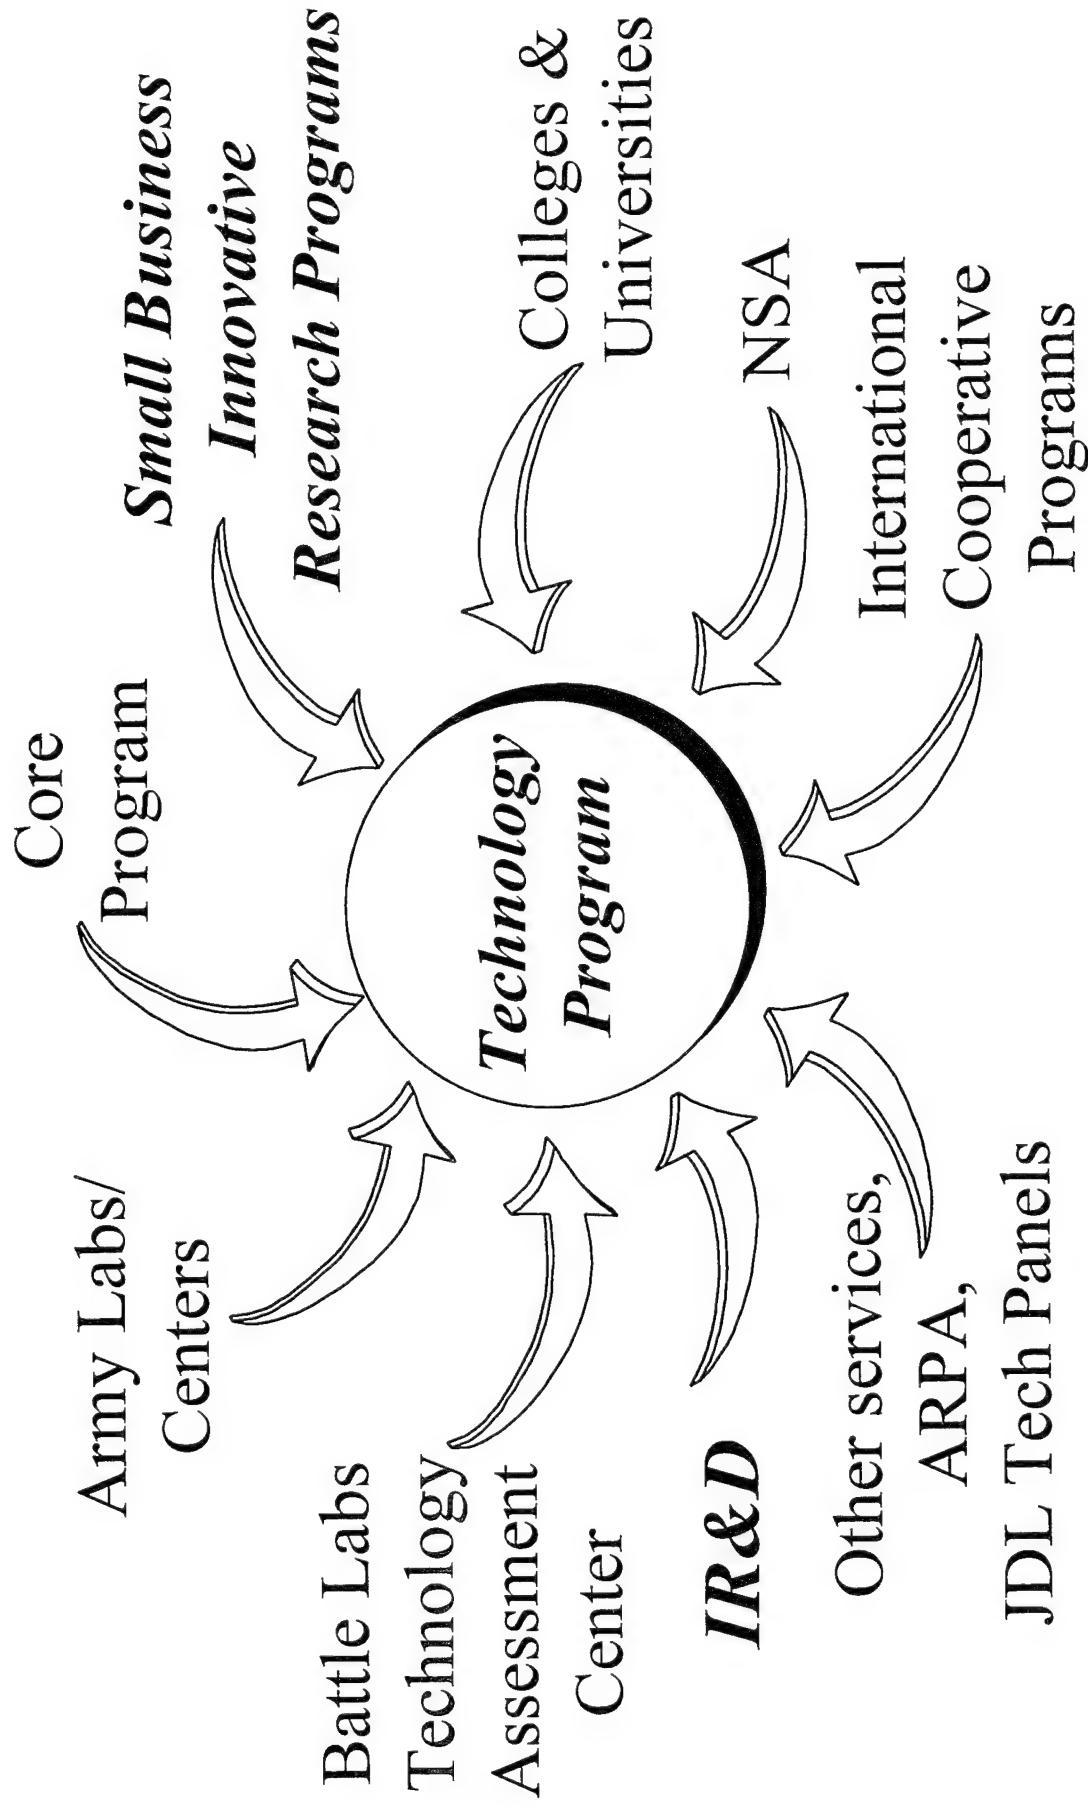 Core
Program
Small Business
Innovative
Research Programs
Colleges &
Universities
NSA
International
Cooperative
Programs
Other services,
ARPA,
JDL Tech Panels
IR&D
Battle Labs
Technology
Assessment
Center
Army Labs/
Centers
Technology
Program